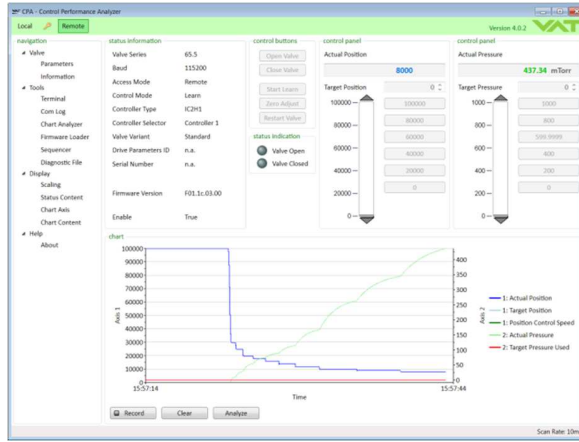 CPA - Control Performance Analyzer
Local Remote
Version 4.0.2 VAT
navigation
Valve
Parameters
Information
Tools
Terminal
Com Log
Chart Analyzer
Firmware Loader
Sequencer
Diagnostic File
Display
Scaling
Status Content
Chart Axis
Chart Content
Help
About
status information
Valve Series 65.5
Baud 115200
Access Mode Remote
Control Mode Learn
Controller Type IC2H1
Controller Selector Controller 1
Valve Variant Standard
Drive Parameters ID n.a.
Serial Number n.a.
Firmware Version F01.1c.03.00
Enable True
control buttons
Open Valve
Close Valve
Start Learn
Zero Adjust
Restart Valve
status indication
Valve Open
Valve Closed
control panel
Actual Position
8000
Target Position 0
100000 100000
80000 80000
60000 60000
40000 40000
20000 20000
0 0
control panel
Actual Pressure
437.34 mTorr
Target Pressure 0
1000 1000
800 800
600 599.9999
400 400
200 200
0 0
chart
100000
90000
80000
70000
60000
50000
40000
30000
20000
10000
0
Axis 1
400
350
300
250
200
150
100
50
0
Axis 2
15:57:14 15:57:44
Time
1: Actual Position
1: Target Position
1: Position Control Speed
2: Actual Pressure
2: Target Pressure Used
Record Clear Analyze
Scan Rate: 10m